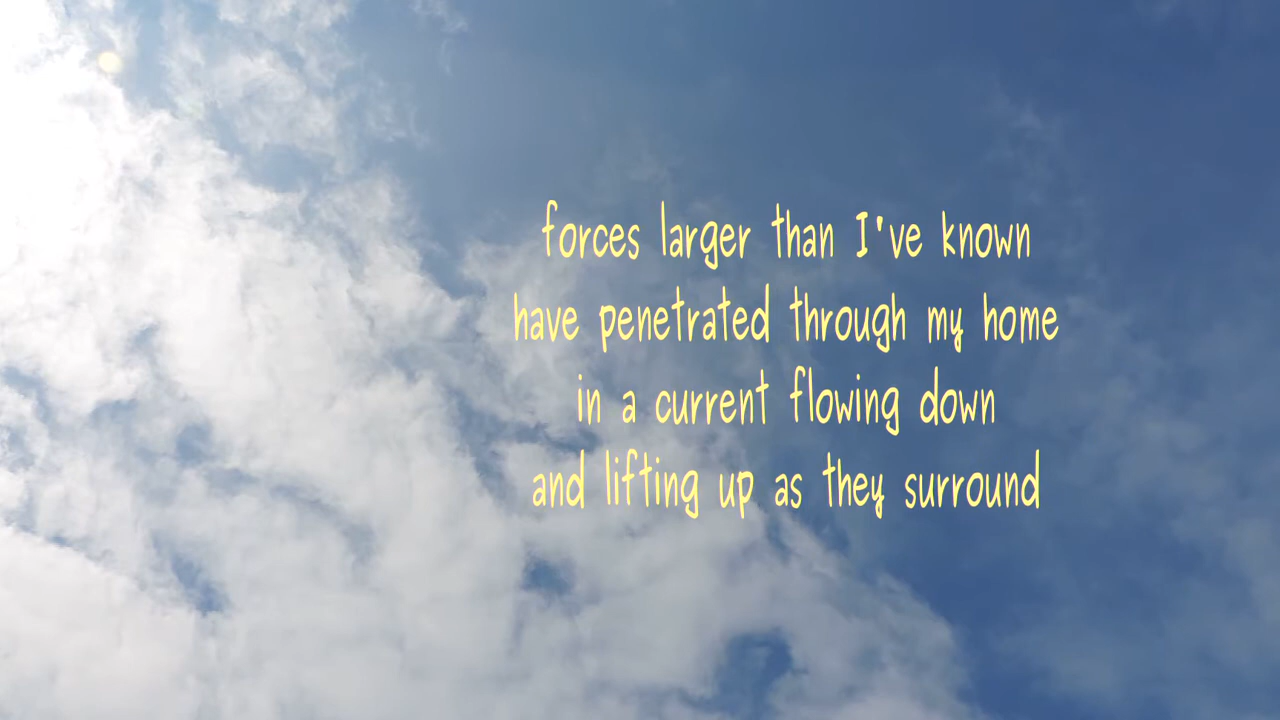 forces larger than I've known
have penetrated through my home
in a current flowing down
and lifting up as they surround